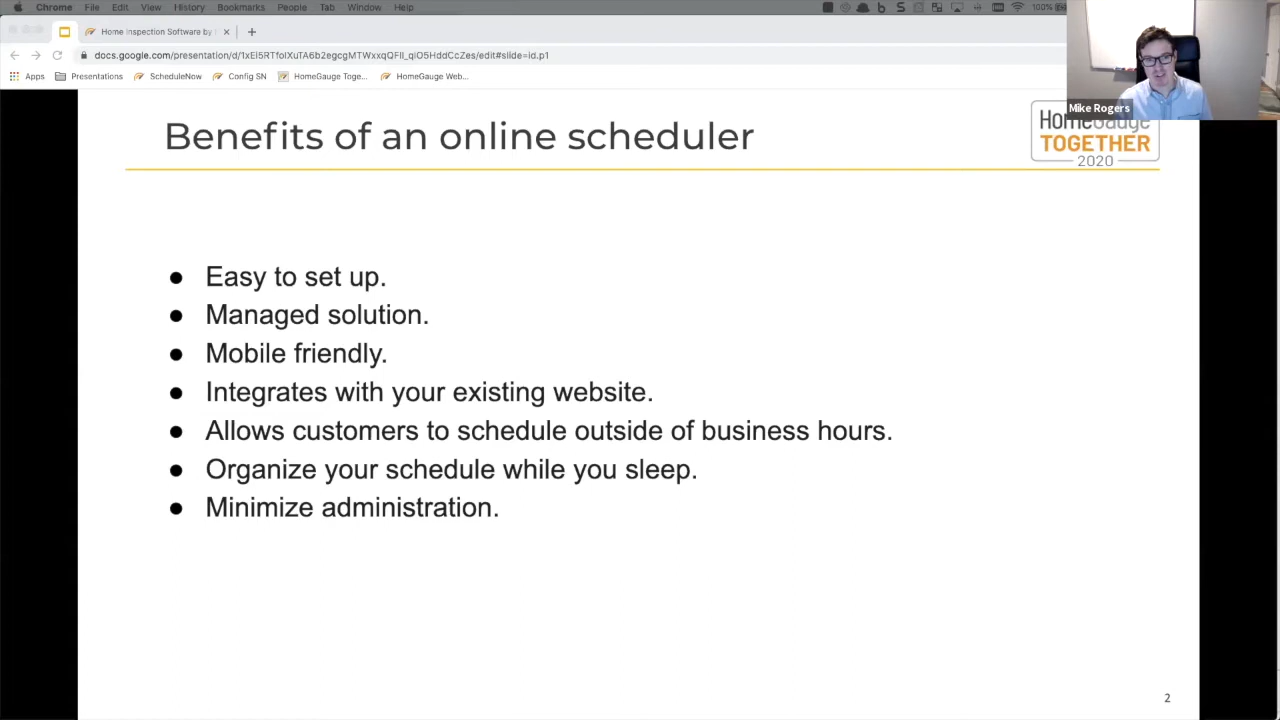 Chrome File Edit View History Bookmarks People Tab Window Help
100%
Home Inspection Software by
docs.google.com/presentation/d/1xEi5RTfoIXuTA6b2egcgMTWxxqQFII_qiO5HddCcZes/edit#slide=id.p1
Apps Presentations ScheduleNow Config SN HomeGauge Toge... HomeGauge Web...
Mike Rogers
Benefits of an online scheduler
HomeGauge
TOGETHER
2020
● Easy to set up.
● Managed solution.
● Mobile friendly.
● Integrates with your existing website.
● Allows customers to schedule outside of business hours.
● Organize your schedule while you sleep.
● Minimize administration.
2